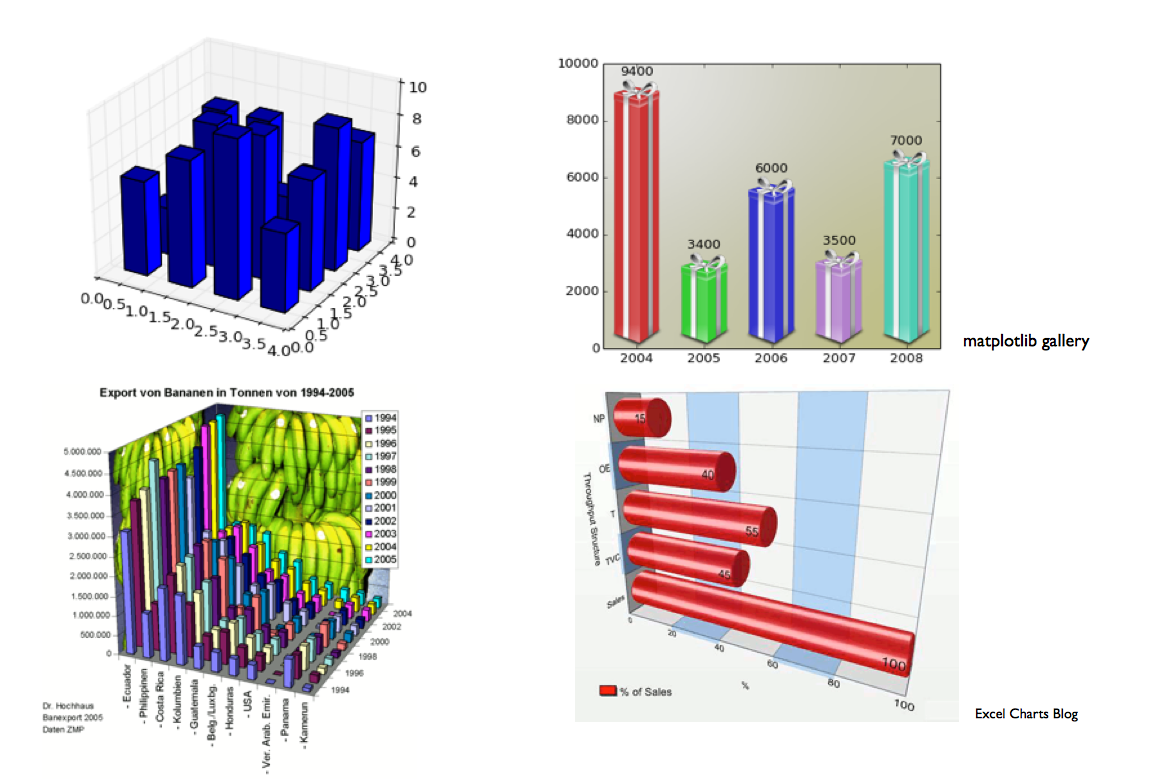 10
8
6
4
2
0
0.0 0.5 1.0 1.5 2.0 2.5 3.0 3.5 4.0
0.0 0.5 1.0 1.5 2.0 2.5 3.0 3.5 4.0
10000
8000
6000
4000
2000
0
9400
3400
6000
3500
7000
2004 2005 2006 2007 2008
matplotlib gallery
Export von Bananen in Tonnen von 1994-2005
5.000.000
4.500.000
4.000.000
3.500.000
3.000.000
2.500.000
2.000.000
1.500.000
1.000.000
500.000
0
1994
1995
1996
1997
1998
1999
2000
2001
2002
2003
2004
2005
2004
2002
2000
1998
1996
1994
- Ecuador
- Philippinen
- Costa Rica
- Kolumbien
- Guatemala
- Belg./Luxbg.
- Honduras
- USA
- Ver. Arab. Emir.
- Panama
- Kamerun
Dr. Hochhaus
Banexport 2005
Daten ZMP
Throughput Structure
NP
OE
T
TVC
Sales
15
40
55
45
100
0 20 40 60 80 100
%
% of Sales
Excel Charts Blog